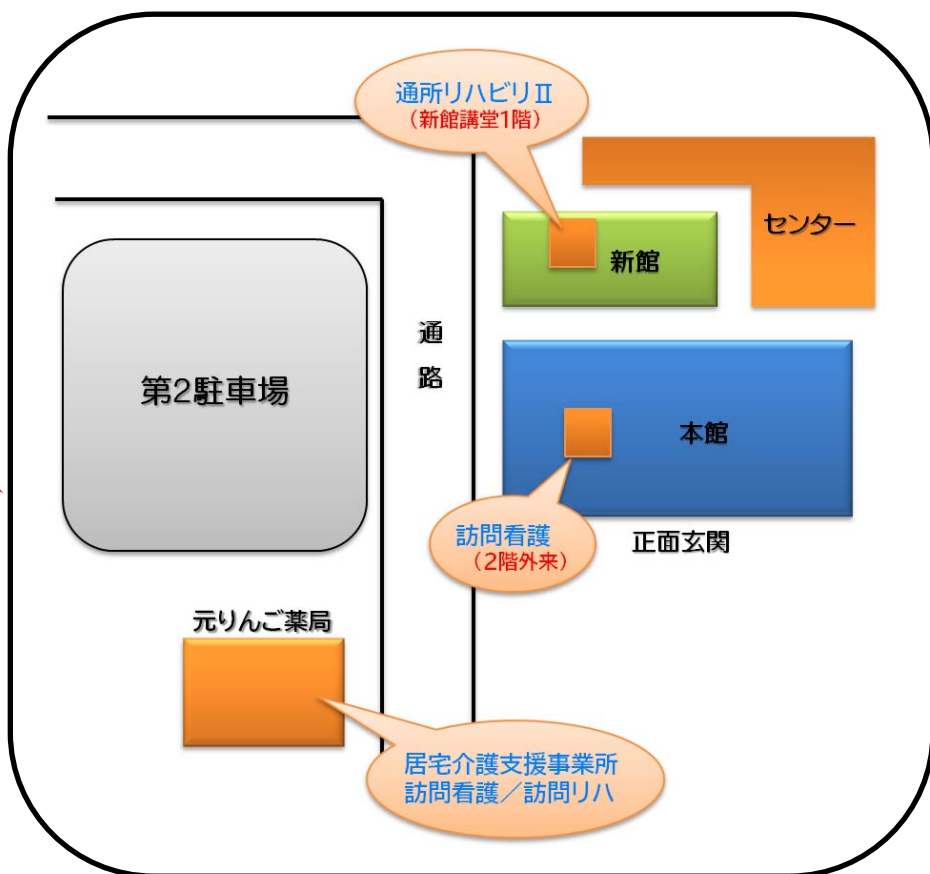 通所リハビリⅡ
（新館講堂1階）
センター
新館
通
路
第2駐車場
本館
訪問看護
（2階外来）
正面玄関
元りんご薬局
居宅介護支援事業所
訪問看護／訪問リハ